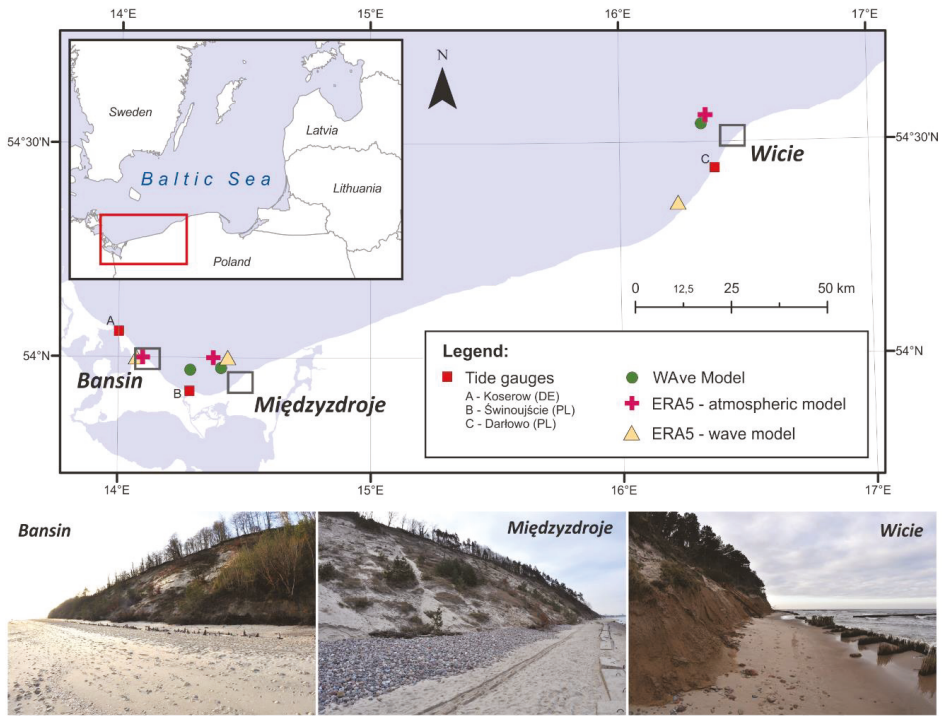 14°E
15°E
16°E
17°E
N
Sweden
Latvia
Baltic Sea
Lithuania
Poland
54°30'N
54°30'N
C
Wicie
0 12,5 25 50 km
A
54°N
54°N
Bansin
B
Międzyzdroje
Legend:
Tide gauges
A - Koserow (DE)
B - Świnoujście (PL)
C - Darłowo (PL)
WAve Model
ERA5 - atmospheric model
ERA5 - wave model
14°E
15°E
16°E
17°E
Bansin
Międzyzdroje
Wicie